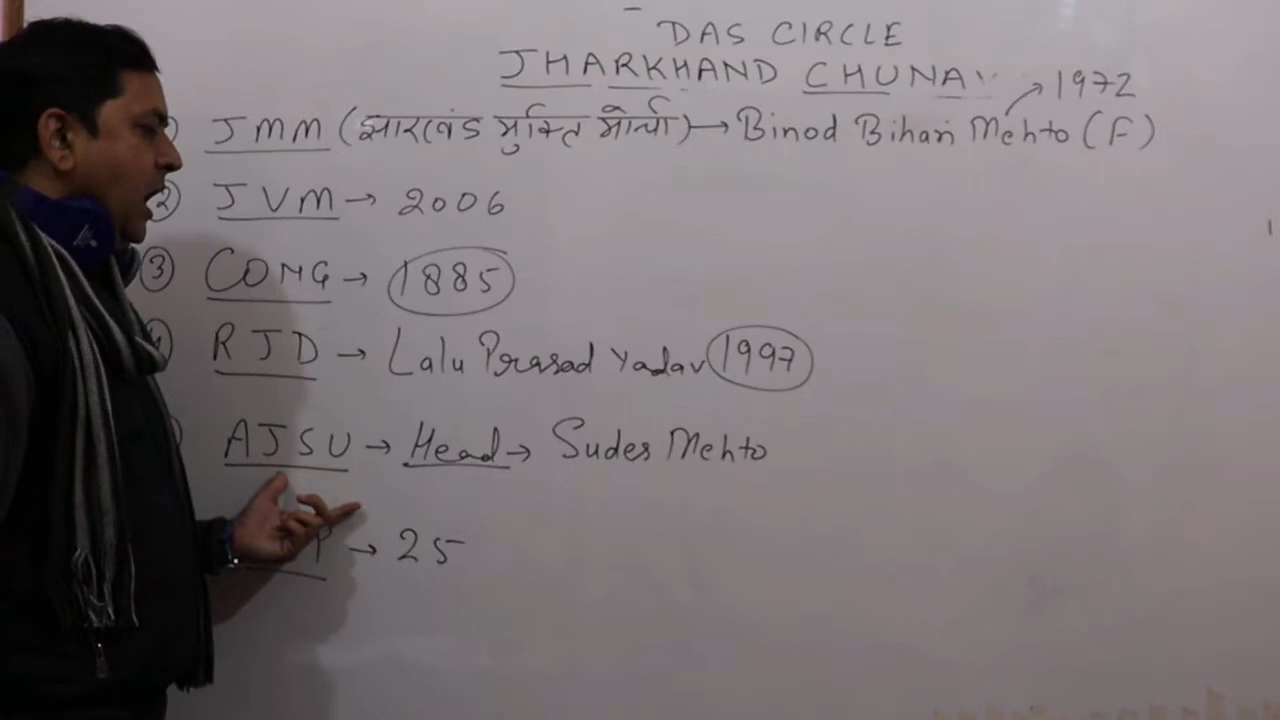 DAS CIRCLE
JHARKHAND CHUNAV
1972
JMM (झारखंड मुक्ति मोर्चा) → Binod Bihari Mehto (F)
② JVM → 2006
③ CONG → 1885
RJD → Lalu Prasad Yadav 1997
AJSU → Head → Sudes Mehto
P → 25